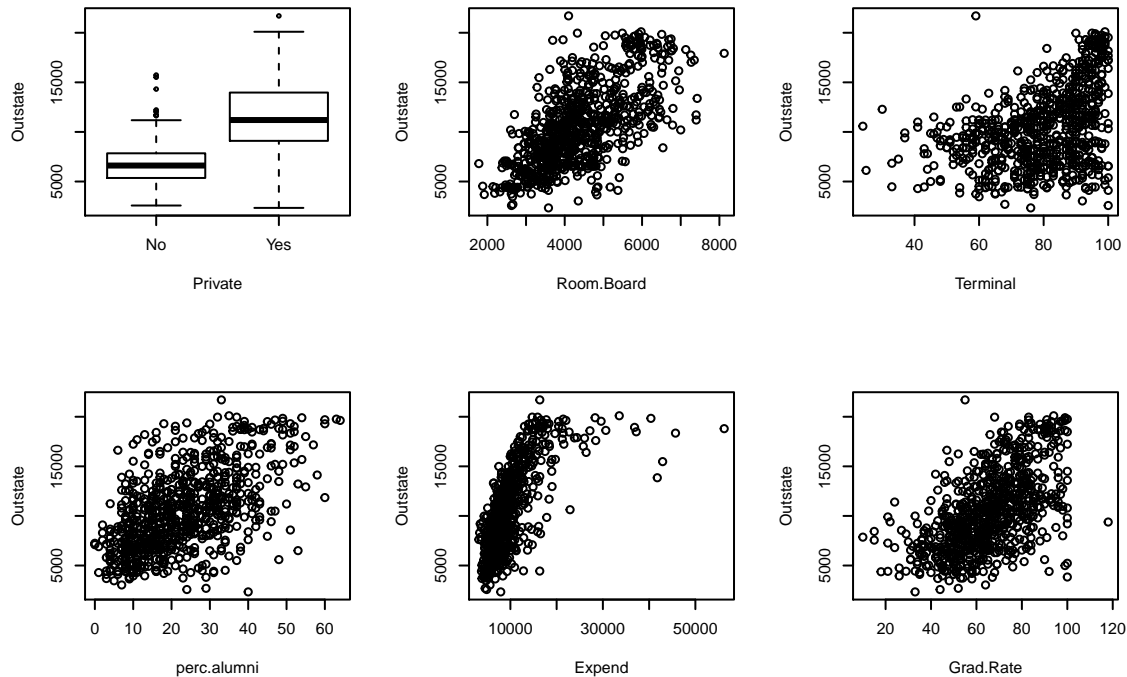 Outstate
5000
15000
No
Yes
Private
Outstate
5000
15000
2000
4000
6000
8000
Room.Board
Outstate
5000
15000
40
60
80
100
Terminal
Outstate
5000
15000
0
10
20
30
40
50
60
perc.alumni
Outstate
5000
15000
10000
30000
50000
Expend
Outstate
5000
15000
20
40
60
80
100
120
Grad.Rate